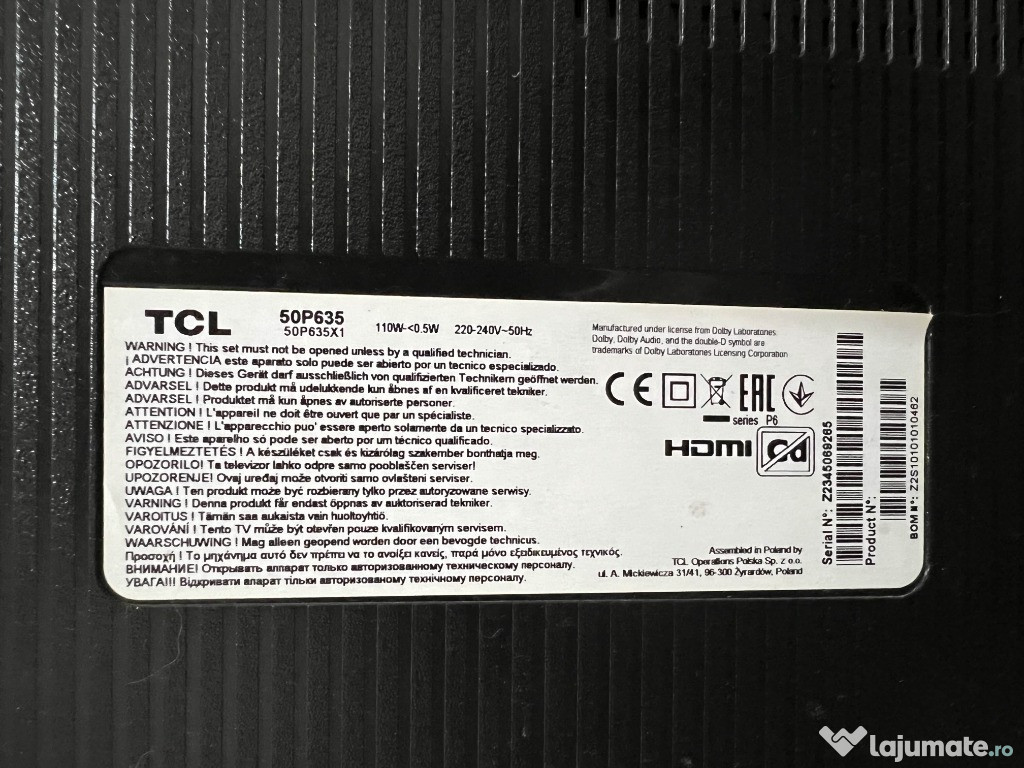 TCL
50P635
50P635X1
110W-<0.5W 220-240V~50Hz
Manufactured under license from Dolby Laboratories.
Dolby, Dolby Audio, and the double-D symbol are
trademarks of Dolby Laboratories Licensing Corporation
WARNING ! This set must not be opened unless by a qualified technician.
¡ ADVERTENCIA este aparato solo puede ser abierto por un tecnico especializado.
ACHTUNG ! Dieses Gerät darf ausschließlich von qualifizierten Technikern geöffnet werden.
ADVARSEL ! Dette produkt må udelukkende kun åbnes af en kvalificeret tekniker.
ADVARSEL ! Produktet må kun åpnes av autoriserte personer.
ATTENTION ! L'appareil ne doit être ouvert que par un spécialiste.
ATTENZIONE ! L'apparecchio puo' essere aperto solamente da un tecnico specializzato.
AVISO ! Este aparelho só pode ser aberto por um técnico qualificado.
FIGYELMEZTETÉS ! A készüléket csak és kizárólag szakember bonthatja meg.
OPOZORILO! Ta televizor lahko odpre samo pooblaščen serviser!
UPOZORENJE! Ovaj uređaj može otvoriti samo ovlašteni serviser.
UWAGA ! Ten produkt może być rozbierany tylko przez autoryzowane serwisy.
VARNING ! Denna produkt får endast öppnas av auktoriserad tekniker.
VAROITUS ! Tämän saa aukaista vain huoltoyhtiö.
VAROVÁNÍ ! Tento TV může být otevřen pouze kvalifikovaným servisem.
WAARSCHUWING ! Mag alleen geopend worden door een bevoegde technicus.
Προσοχή ! Το μηχάνημα αυτό δεν πρέπει να το ανοίξει κανείς, παρά μόνο εξειδικευμένος τεχνικός.
ВНИМАНИЕ! Открывать аппарат только авторизованному техническому персоналу.
УВАГА!!! Відкривати апарат тільки авторизованому технічному персоналу.
CE EAC
series P6
HDMI Cd
Assembled in Poland by
TCL Operations Polska Sp. z o.o.
ul. A. Mickiewicza 31/41, 96-300 Żyrardów, Poland
Serial Nº: Z2345069265
Product Nº:
BOM Nº: Z2S10101010462
lajumate.ro